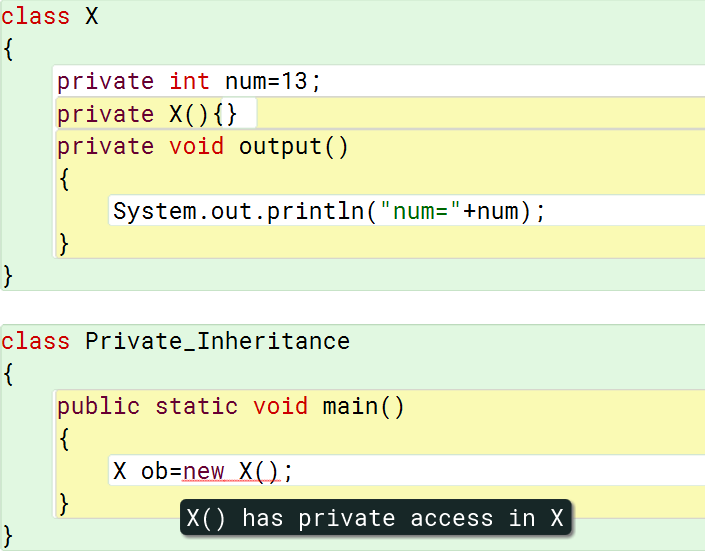 class X
{
    private int num=13;
    private X(){}
    private void output()
    {
        System.out.println("num="+num);
    }
}
class Private_Inheritance
{
    public static void main()
    {
        X ob=new X();
    }
X() has private access in X
}